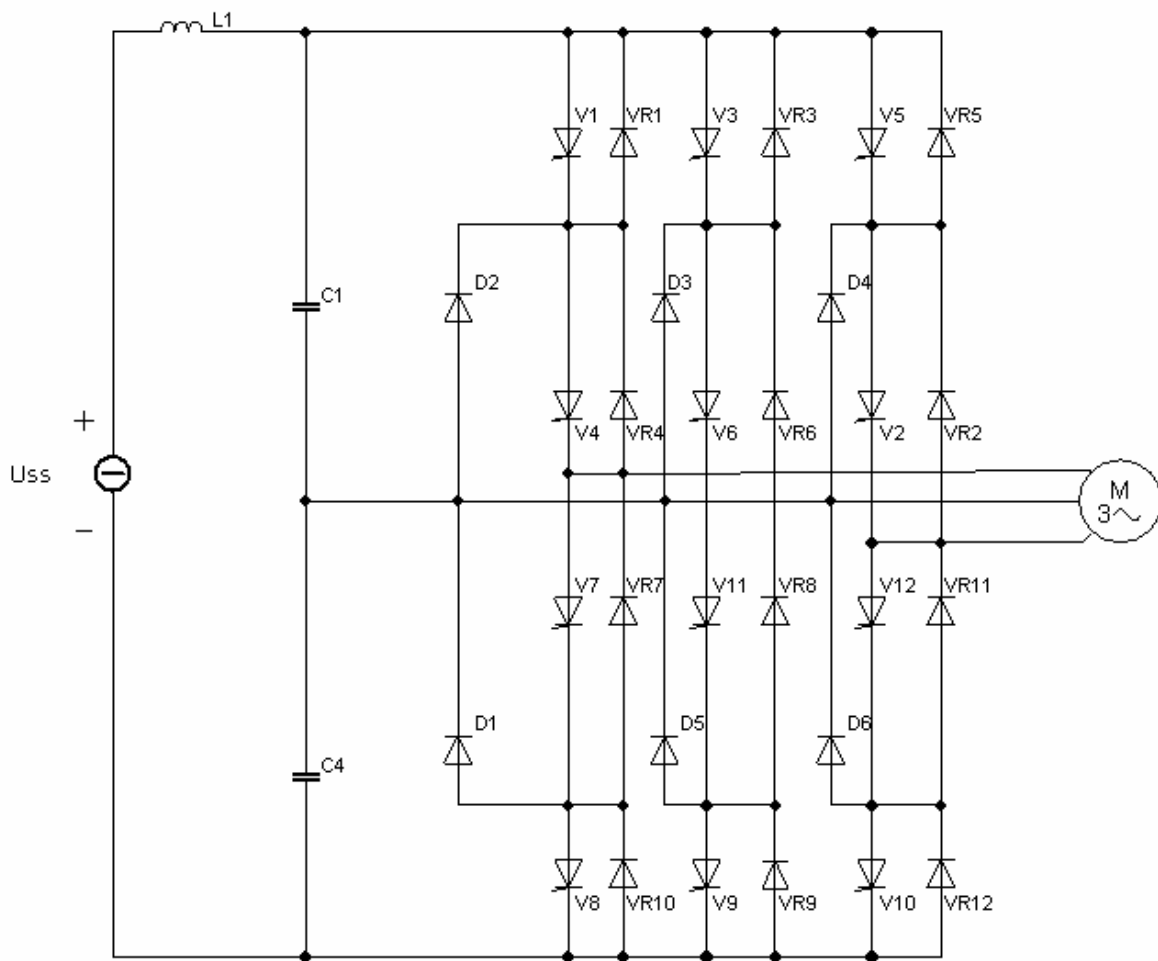 L1
V1 VR1 V3 VR3 V5 VR5
C1 D2 D3 D4
+
V4 VR4 V6 VR6 V2 VR2
Uss
M
3
−
V7 VR7 V11 VR8 V12 VR11
D1 D5 D6
C4
V8 VR10 V9 VR9 V10 VR12